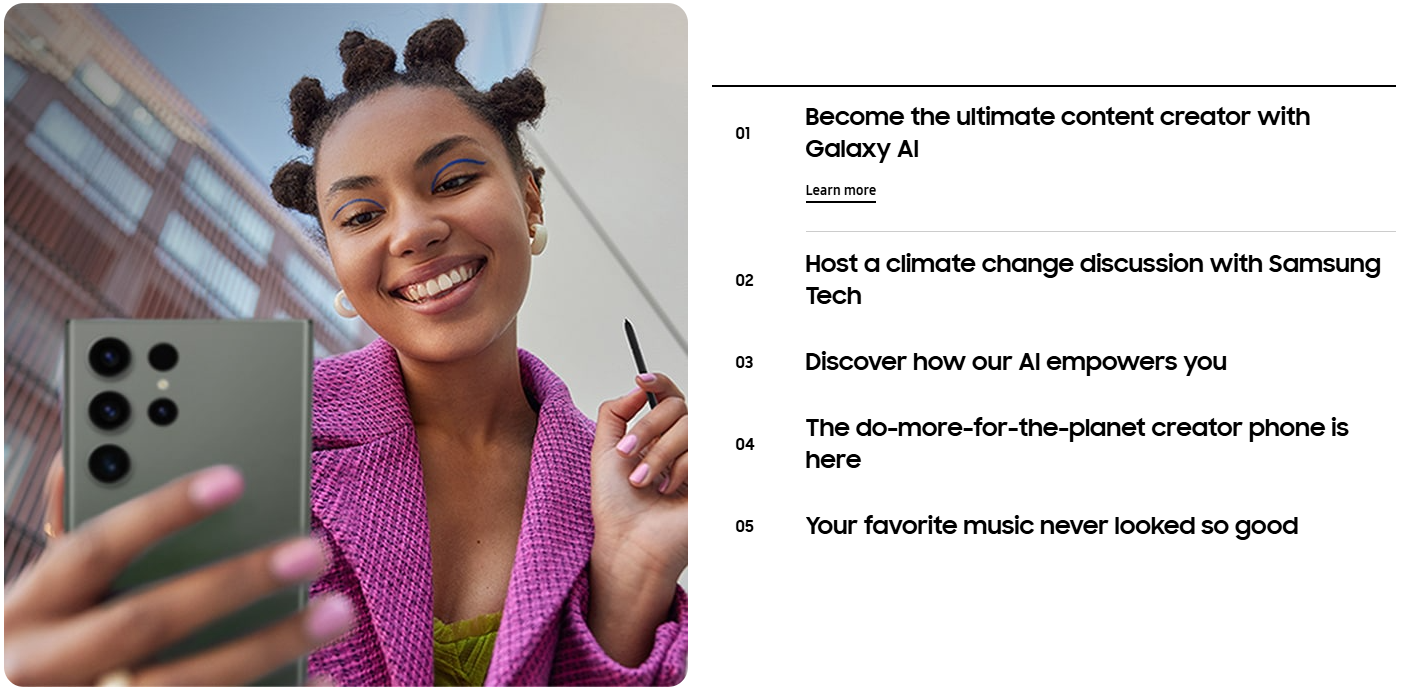 01
Become the ultimate content creator with
Galaxy AI
Learn more
02
Host a climate change discussion with Samsung
Tech
03
Discover how our AI empowers you
04
The do-more-for-the-planet creator phone is
here
05
Your favorite music never looked so good